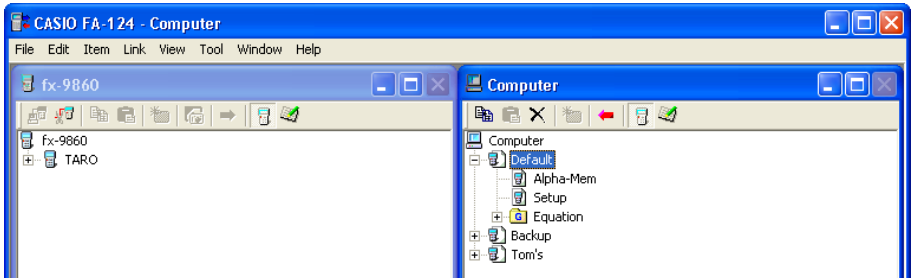 CASIO FA-124 - Computer
File Edit Item Link View Tool Window Help
fx-9860
fx-9860
TARO
Computer
Computer
Default
Alpha-Mem
Setup
G Equation
Backup
Tom's